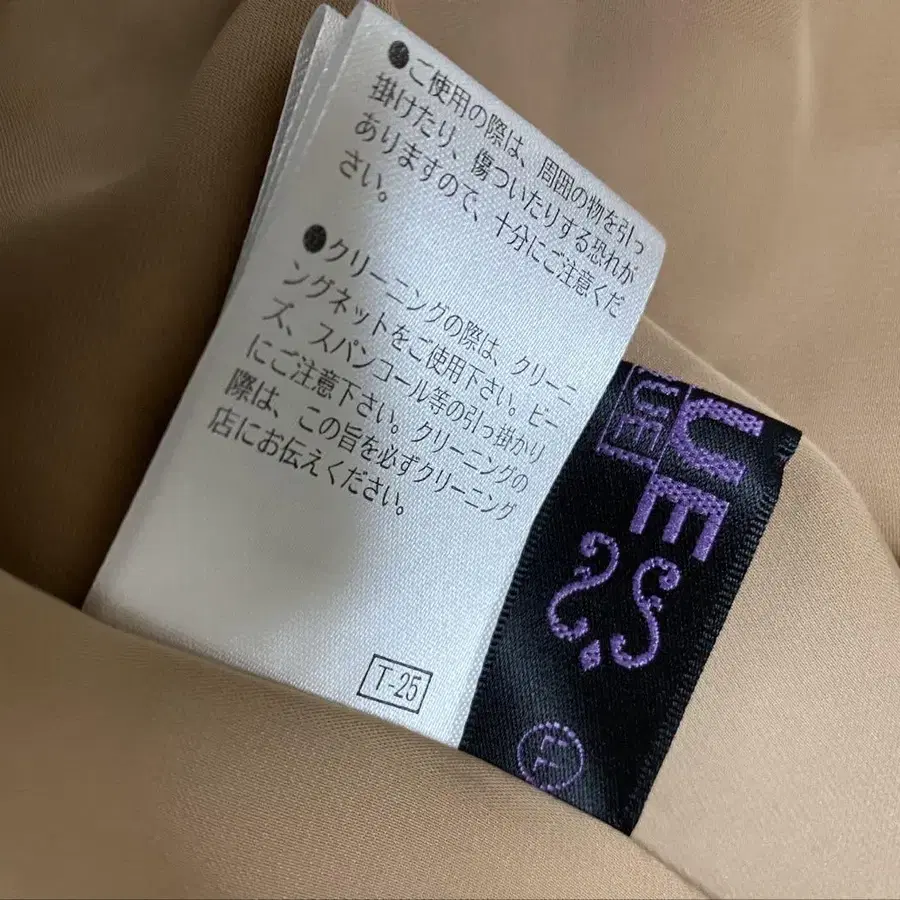 ●ご使用の際は、周囲の物を引っ
掛けたり、傷ついたりする恐れが
ありますので、十分にご注意くだ
さい。
●クリーニングの際は、クリーニ
ングネットをご使用下さい。ビー
ズ、スパンコール等の引っ掛かり
にご注意下さい。クリーニングの
際は、この旨を必ずクリーニング
店にお伝えください。
T-25
UE
UE
F